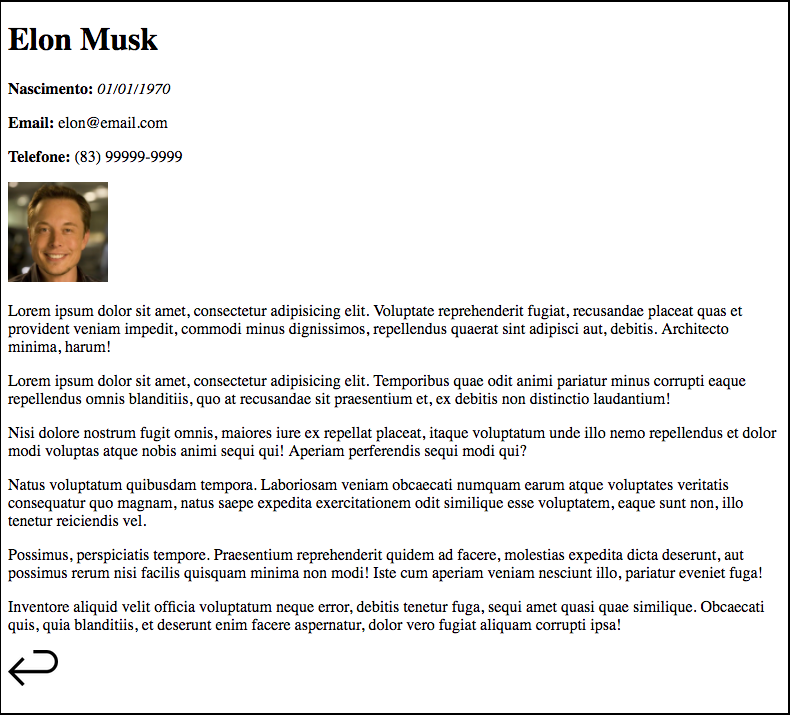 Elon Musk
Nascimento: 01/01/1970
Email: elon@email.com
Telefone: (83) 99999-9999
Lorem ipsum dolor sit amet, consectetur adipisicing elit. Voluptate reprehenderit fugiat, recusandae placeat quas et
provident veniam impedit, commodi minus dignissimos, repellendus quaerat sint adipisci aut, debitis. Architecto
minima, harum!
Lorem ipsum dolor sit amet, consectetur adipisicing elit. Temporibus quae odit animi pariatur minus corrupti eaque
repellendus omnis blanditiis, quo at recusandae sit praesentium et, ex debitis non distinctio laudantium!
Nisi dolore nostrum fugit omnis, maiores iure ex repellat placeat, itaque voluptatum unde illo nemo repellendus et dolor
modi voluptas atque nobis animi sequi qui! Aperiam perferendis sequi modi qui?
Natus voluptatum quibusdam tempora. Laboriosam veniam obcaecati numquam earum atque voluptates veritatis
consequatur quo magnam, natus saepe expedita exercitationem odit similique esse voluptatem, eaque sunt non, illo
tenetur reiciendis vel.
Possimus, perspiciatis tempore. Praesentium reprehenderit quidem ad facere, molestias expedita dicta deserunt, aut
possimus rerum nisi facilis quisquam minima non modi! Iste cum aperiam veniam nesciunt illo, pariatur eveniet fuga!
Inventore aliquid velit officia voluptatum neque error, debitis tenetur fuga, sequi amet quasi quae similique. Obcaecati
quis, quia blanditiis, et deserunt enim facere aspernatur, dolor vero fugiat aliquam corrupti ipsa!